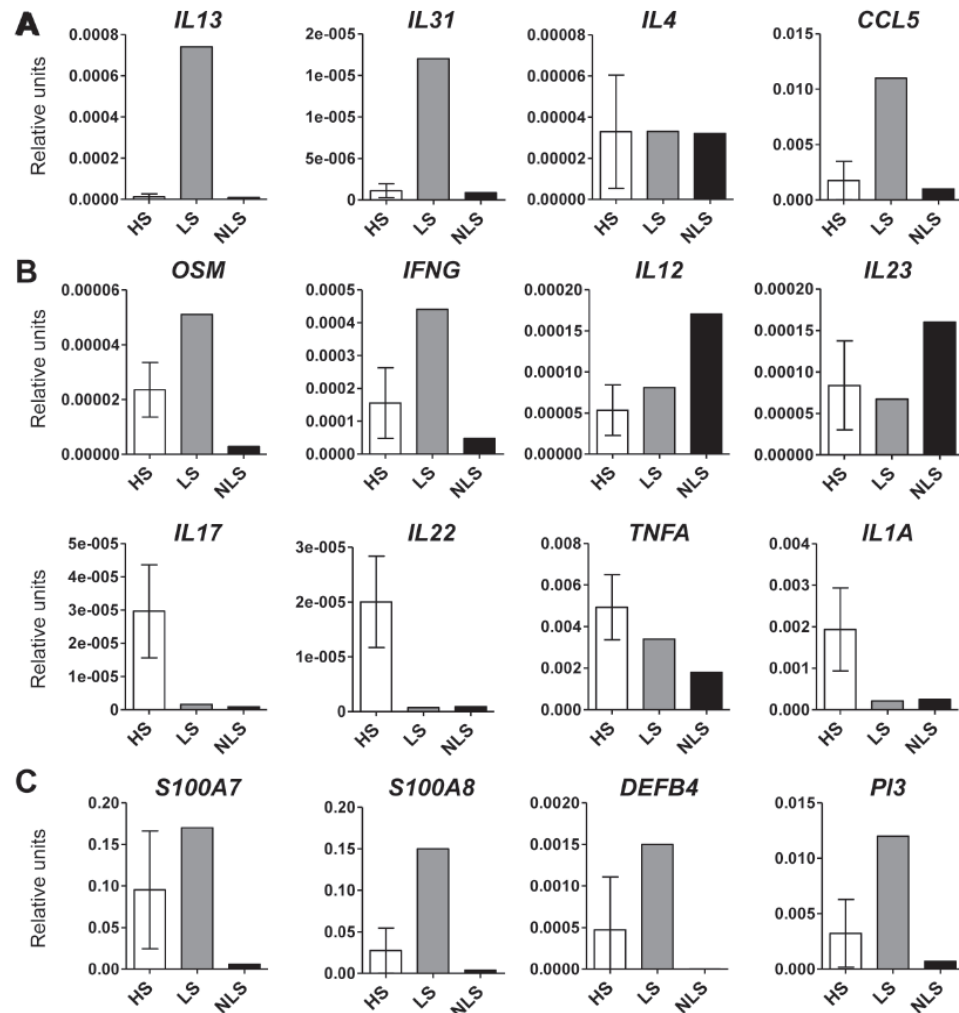 A
IL13 IL31 IL4 CCL5
Relative units
0.0008 0.0006 0.0004 0.0002 0.0000
HS LS NLS
2e-005 1e-005 1e-005 5e-006 0
HS LS NLS
0.00008 0.00006 0.00004 0.00002 0.00000
HS LS NLS
0.015 0.010 0.005 0.000
HS LS NLS
B
OSM IFNG IL12 IL23
Relative units
0.00006 0.00004 0.00002 0.00000
HS LS NLS
0.0005 0.0004 0.0003 0.0002 0.0001 0.0000
HS LS NLS
0.00020 0.00015 0.00010 0.00005 0.00000
HS LS NLS
0.00020 0.00015 0.00010 0.00005 0.00000
HS LS NLS
IL17 IL22 TNFA IL1A
Relative units
5e-005 4e-005 3e-005 2e-005 1e-005 0
HS LS NLS
3e-005 2e-005 1e-005 0
HS LS NLS
0.008 0.006 0.004 0.002 0.000
HS LS NLS
0.004 0.003 0.002 0.001 0.000
HS LS NLS
C
S100A7 S100A8 DEFB4 PI3
Relative units
0.20 0.15 0.10 0.05 0.00
HS LS NLS
0.20 0.15 0.10 0.05 0.00
HS LS NLS
0.0020 0.0015 0.0010 0.0005 0.0000
HS LS NLS
0.015 0.010 0.005 0.000
HS LS NLS